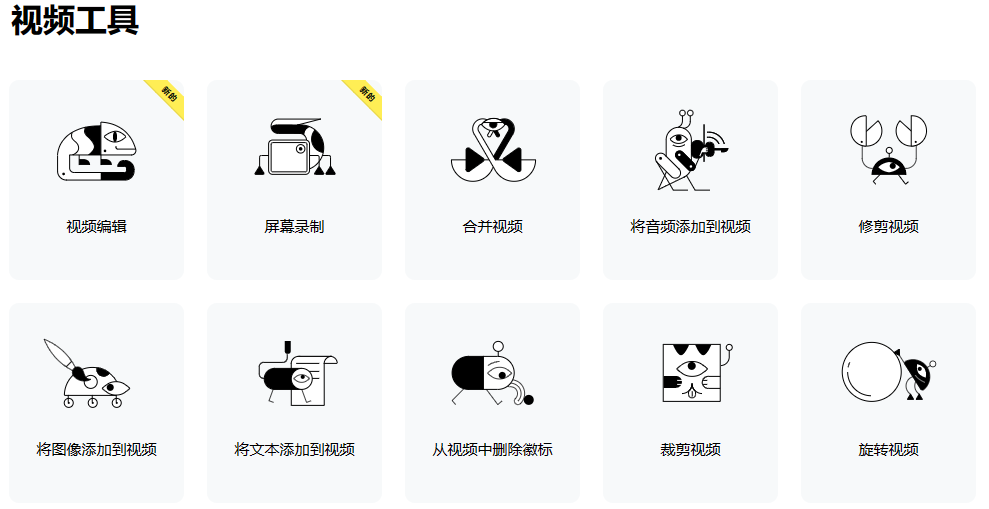 视频工具
新的
新的
视频编辑
屏幕录制
合并视频
将音频添加到视频
修剪视频
将图像添加到视频
将文本添加到视频
从视频中删除徽标
裁剪视频
旋转视频